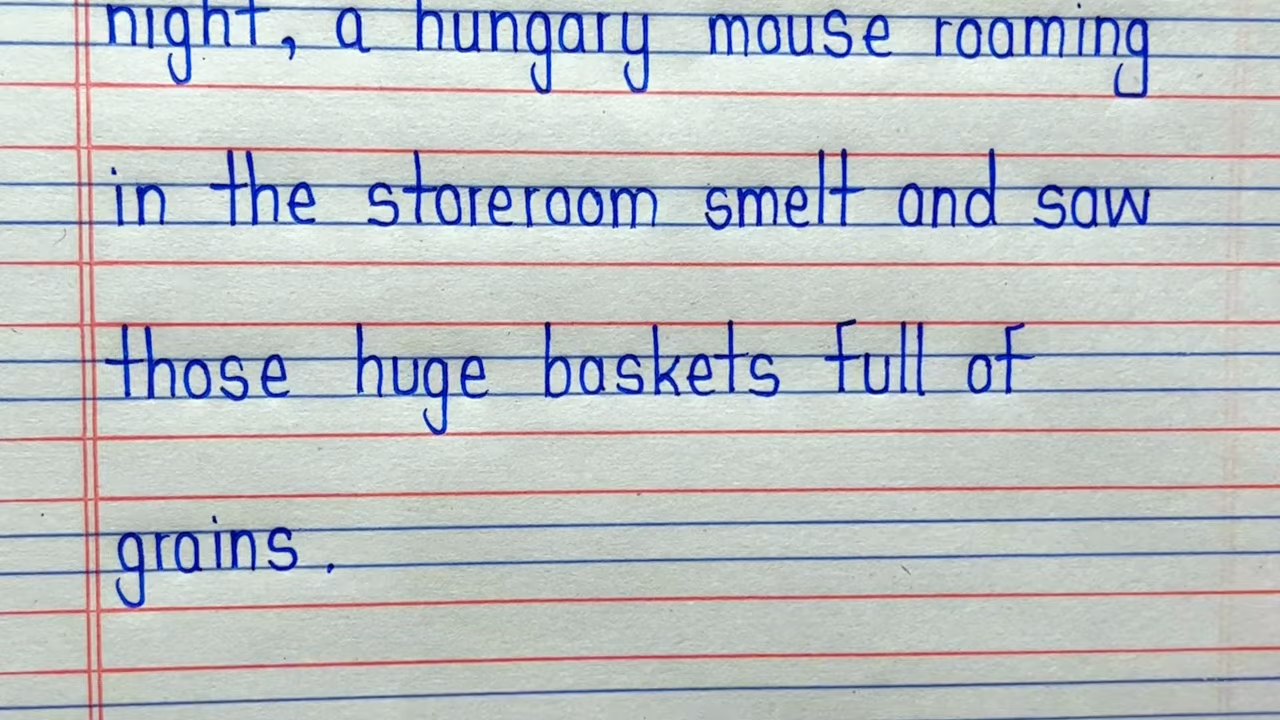 night, a hungary mouse roaming
in the storeroom smelt and saw
those huge baskets full of
grains.